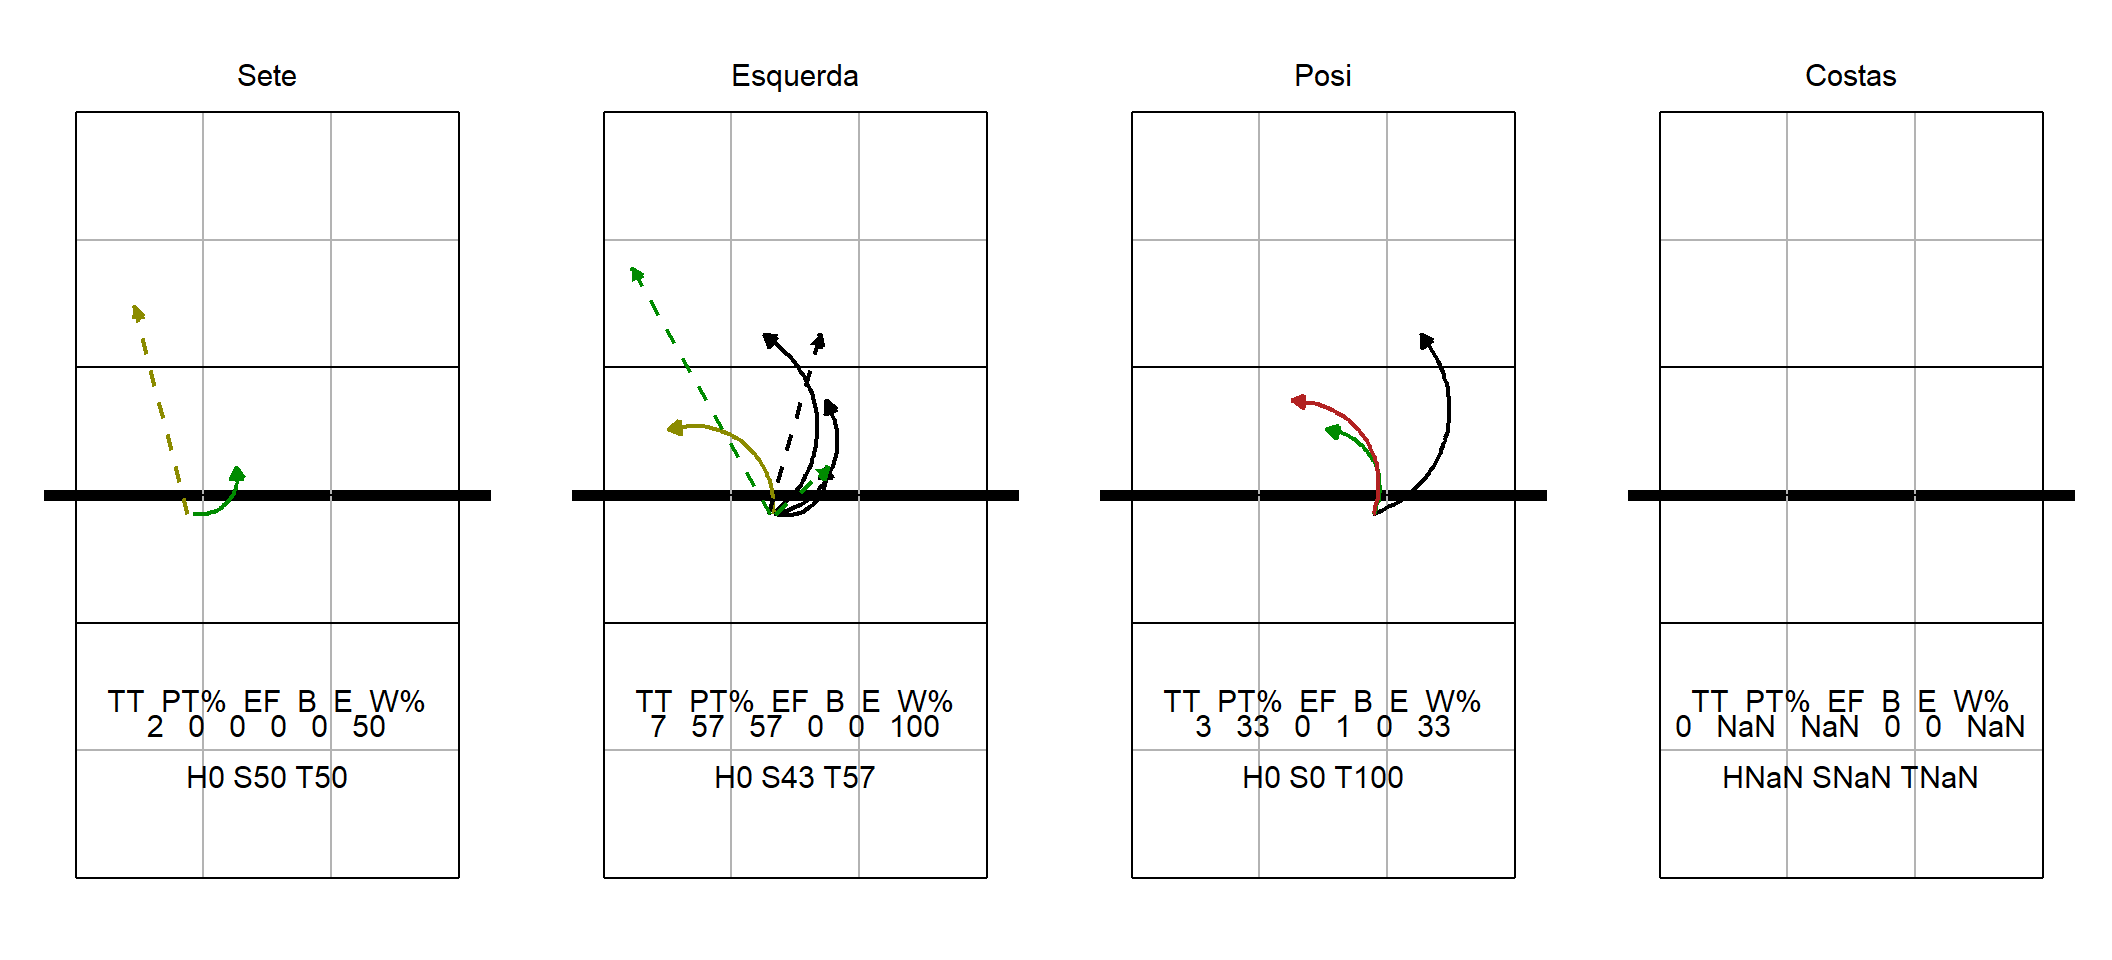 Sete
TT PT% EF B E W%
2 0 0 0 0 50
H0 S50 T50
Esquerda
TT PT% EF B E W%
7 57 57 0 0 100
H0 S43 T57
Posi
TT PT% EF B E W%
3 33 0 1 0 33
H0 S0 T100
Costas
TT PT% EF B E W%
0 NaN NaN 0 0 NaN
HNaN SNaN TNaN